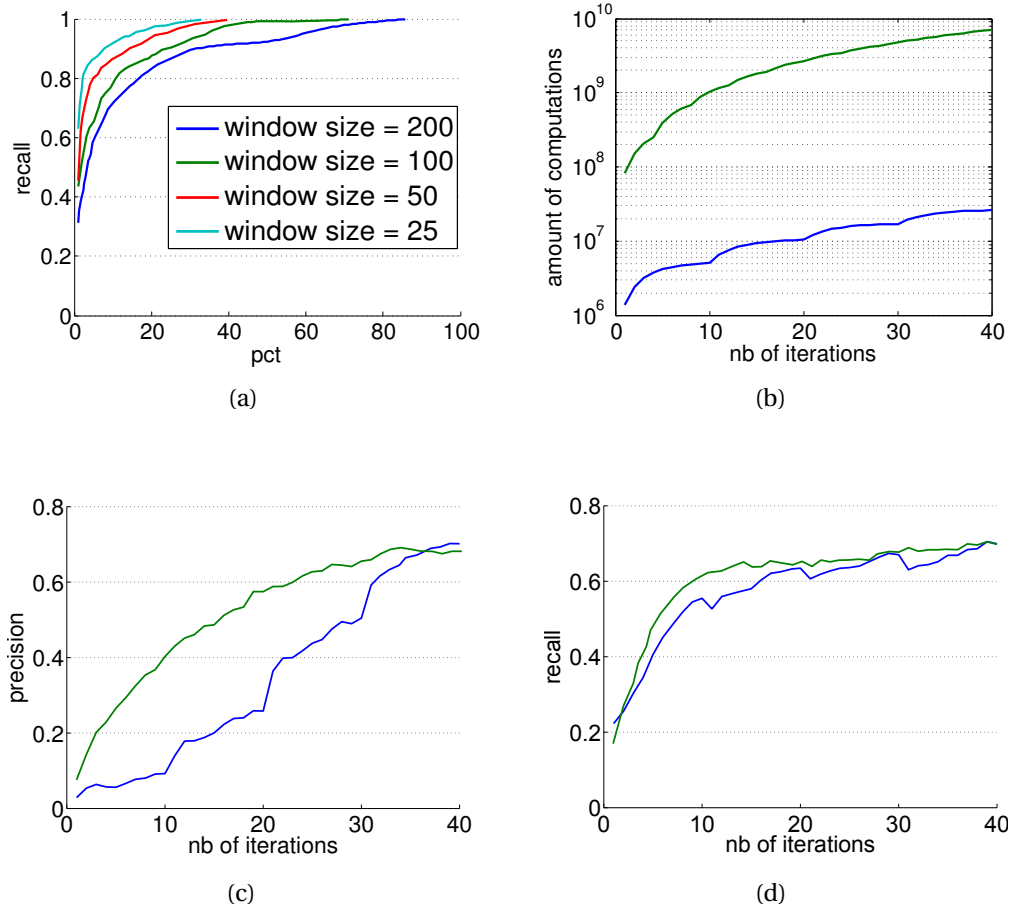 1
0.8
0.6
0.4
0.2
0
recall
0 20 40 60 80 100
pct
window size = 200
window size = 100
window size = 50
window size = 25
(a)
10^10
10^9
10^8
10^7
10^6
amount of computations
0 10 20 30 40
nb of iterations
(b)
0.8
0.6
0.4
0.2
0
precision
0 10 20 30 40
nb of iterations
(c)
0.8
0.6
0.4
0.2
0
recall
0 10 20 30 40
nb of iterations
(d)